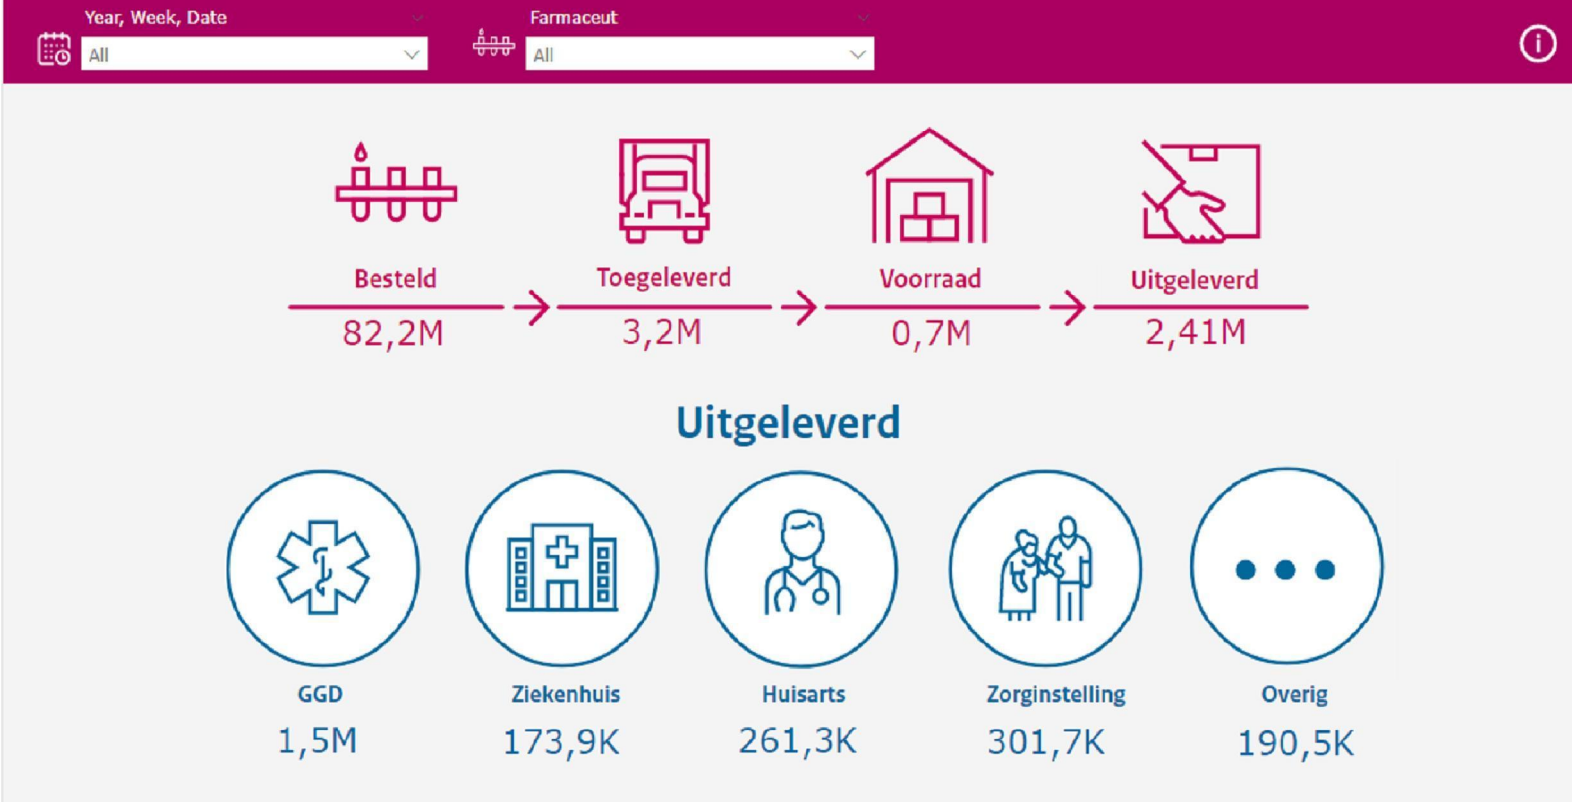 Year, Week, Date
All
Farmaceut
All
Besteld
Toegeleverd
Voorraad
Uitgeleverd
82,2M
3,2M
0,7M
2,41M
Uitgeleverd
GGD
Ziekenhuis
Huisarts
Zorginstelling
Overig
1,5M
173,9K
261,3K
301,7K
190,5K